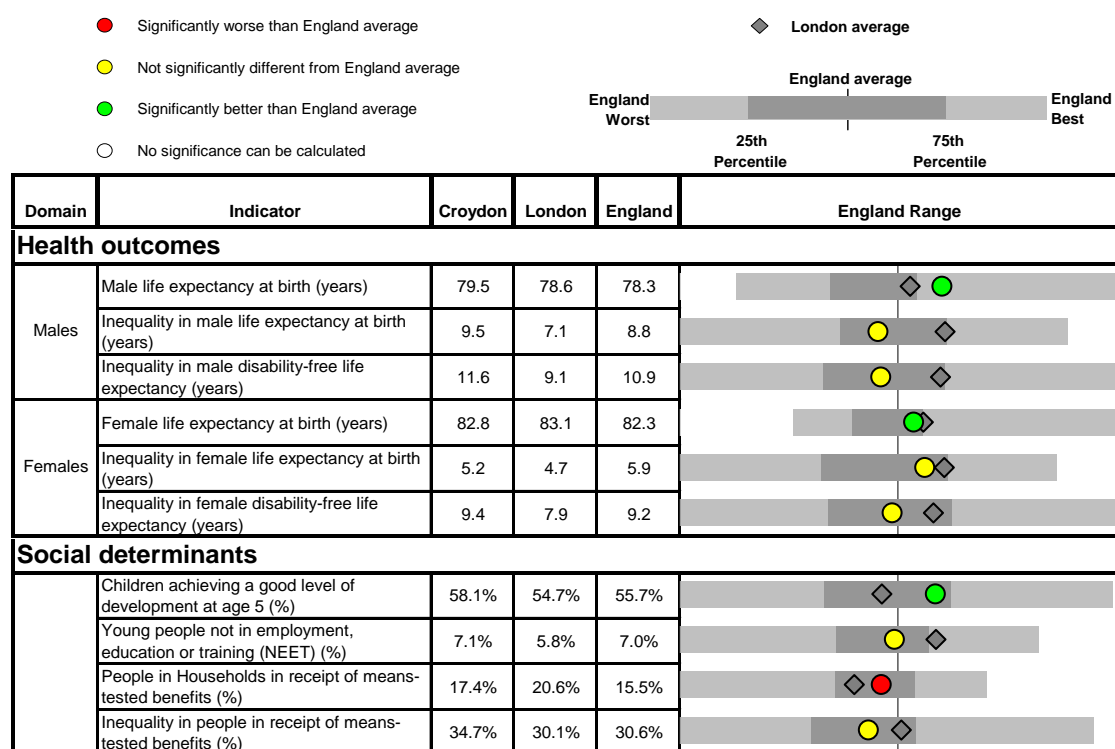 Significantly worse than England average
London average
Not significantly different from England average
England average
Significantly better than England average
England
Worst
England
Best
No significance can be calculated
25th
Percentile
75th
Percentile
Domain Indicator Croydon London England England Range
Health outcomes
Males
Male life expectancy at birth (years) 79.5 78.6 78.3
Inequality in male life expectancy at birth
(years) 9.5 7.1 8.8
Inequality in male disability-free life
expectancy (years) 11.6 9.1 10.9
Females
Female life expectancy at birth (years) 82.8 83.1 82.3
Inequality in female life expectancy at birth
(years) 5.2 4.7 5.9
Inequality in female disability-free life
expectancy (years) 9.4 7.9 9.2
Social determinants
Children achieving a good level of
development at age 5 (%) 58.1% 54.7% 55.7%
Young people not in employment,
education or training (NEET) (%) 7.1% 5.8% 7.0%
People in Households in receipt of means-
tested benefits (%) 17.4% 20.6% 15.5%
Inequality in people in receipt of means-
tested benefits (%) 34.7% 30.1% 30.6%